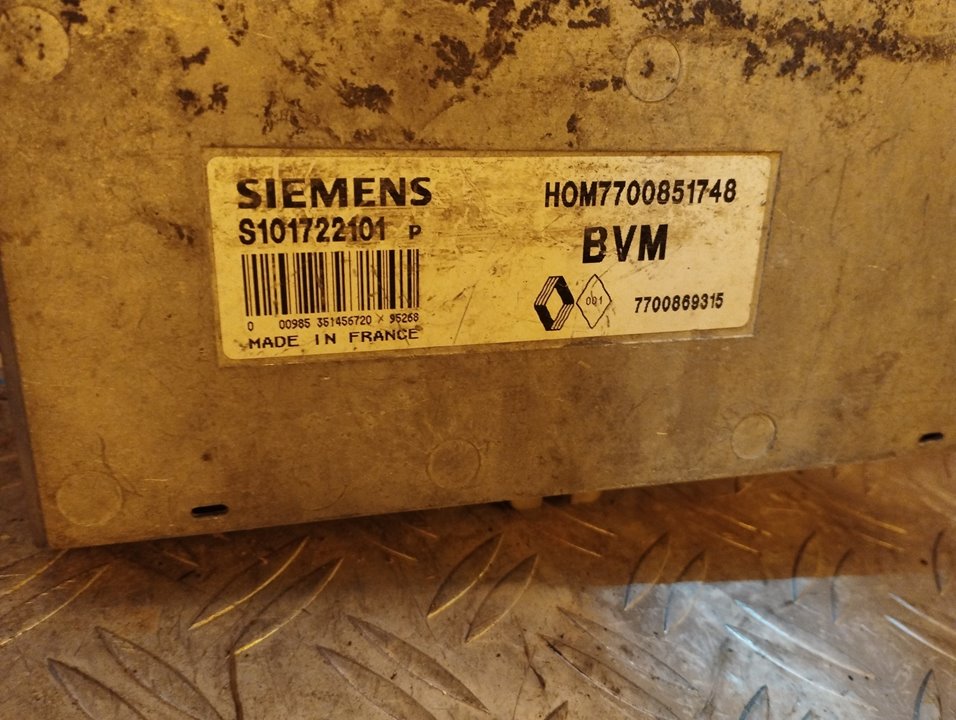 SIEMENS
S101722101 P
0 00985 351456720 X 95268
MADE IN FRANCE
HOM7700851748
BVM
001
7700869315